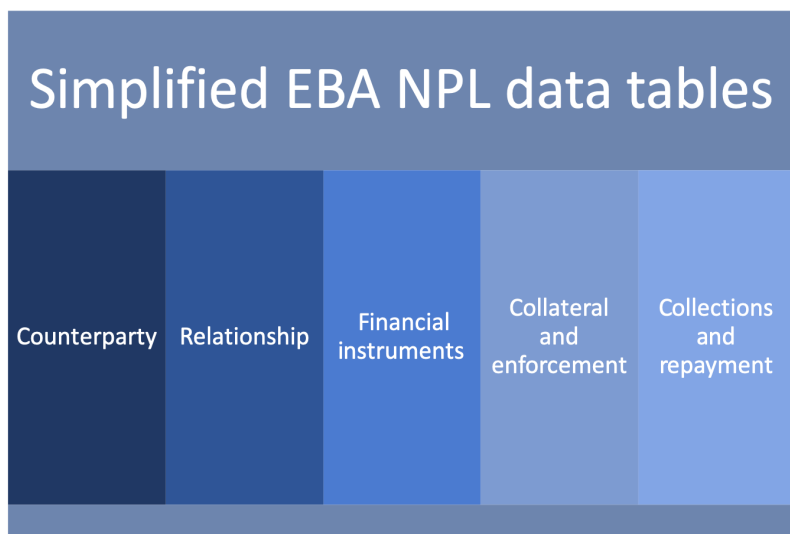 Simplified EBA NPL data tables
Counterparty
Relationship
Financial
instruments
Collateral
and
enforcement
Collections
and
repayment